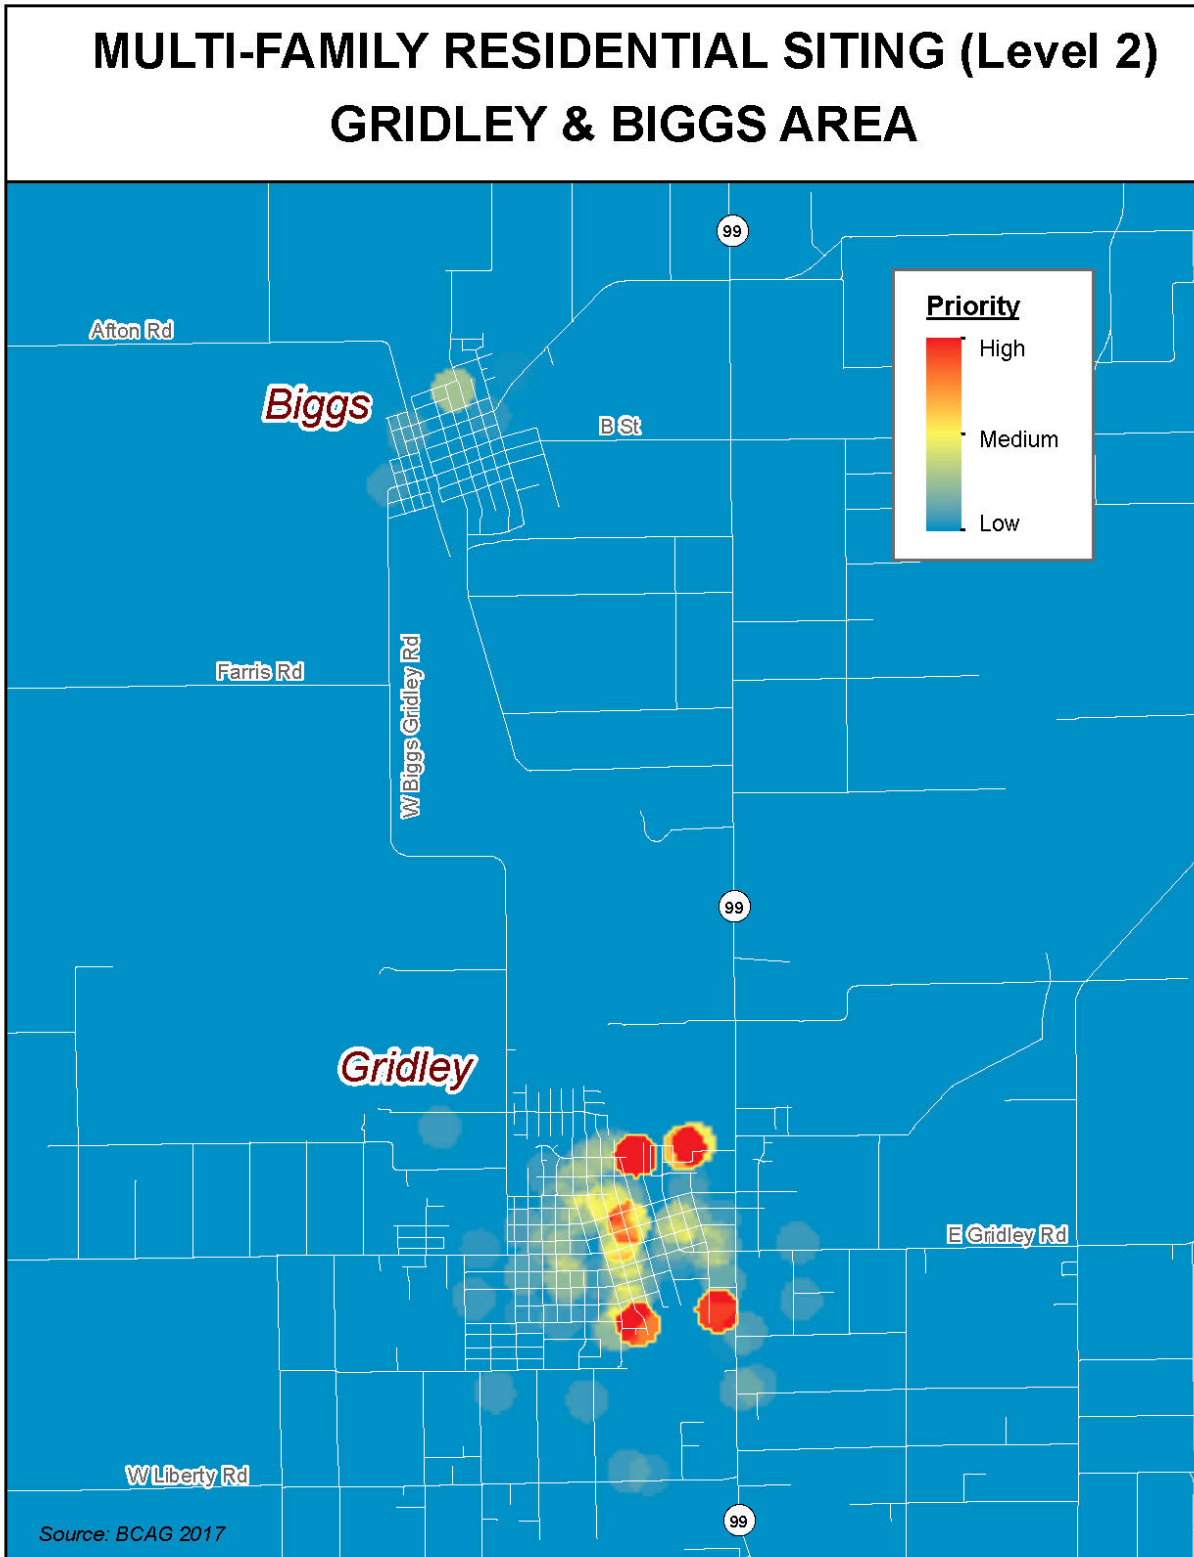 MULTI-FAMILY RESIDENTIAL SITING (Level 2)
GRIDLEY & BIGGS AREA
99
Priority
High
Medium
Low
Afton Rd
Biggs
B St
Farris Rd
W Biggs Gridley Rd
99
Gridley
E Gridley Rd
W Liberty Rd
99
Source: BCAG 2017